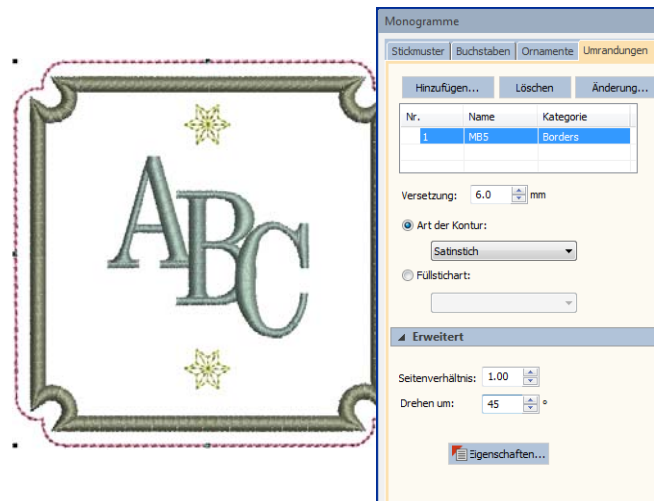 Monogramme
Stickmuster Buchstaben Ornamente Umrandungen
Hinzufügen... Löschen Änderung...
Nr. Name Kategorie
1 MB5 Borders
Versetzung: 6.0 mm
Art der Kontur:
Satinstich
Füllstichart:
Erweitert
Seitenverhältnis: 1.00
Drehen um: 45 °
Eigenschaften...
ABC